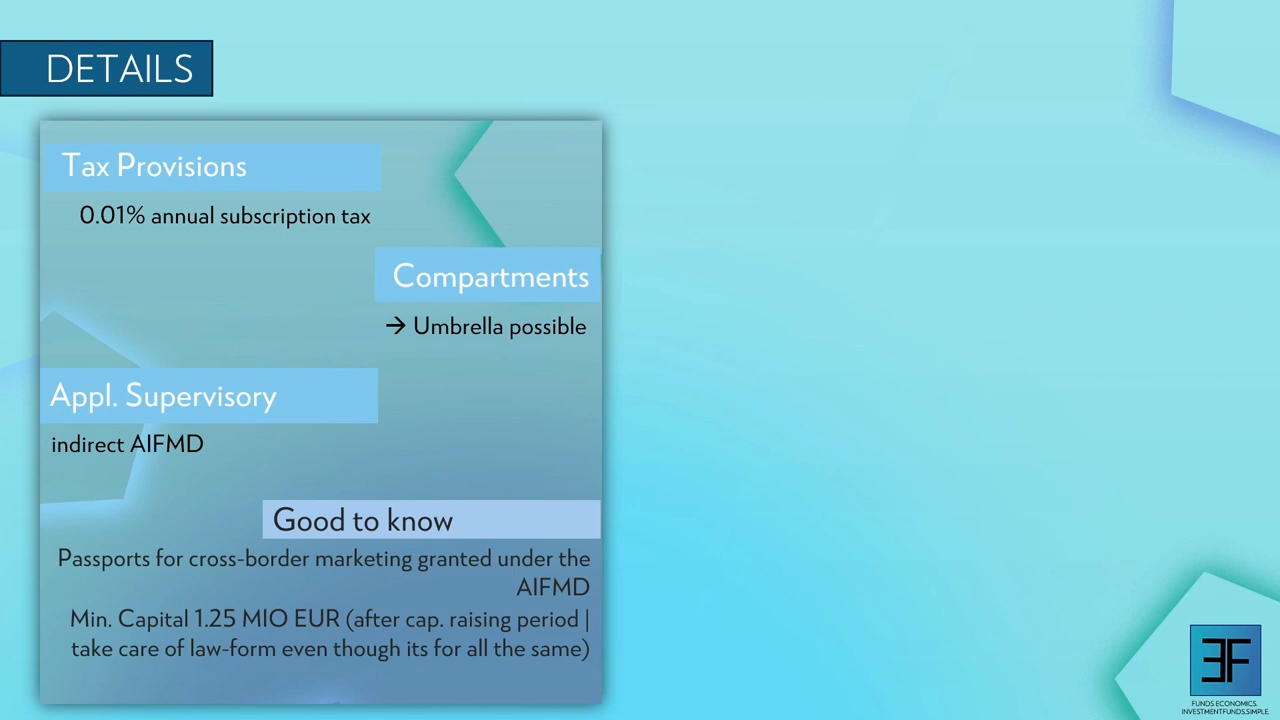 DETAILS
Tax Provisions
0.01% annual subscription tax
Compartments
→ Umbrella possible
Appl. Supervisory
indirect AIFMD
Good to know
Passports for cross-border marketing granted under the
AIFMD
Min. Capital 1.25 MIO EUR (after cap. raising period |
take care of law-form even though its for all the same)
FUNDS ECONOMICS.
INVESTMENTFUNDS.SIMPLE.